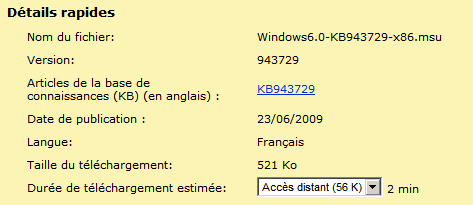 Détails rapides
Nom du fichier: Windows6.0-KB943729-x86.msu
Version: 943729
Articles de la base de
connaissances (KB) (en anglais) : KB943729
Date de publication : 23/06/2009
Langue: Français
Taille du téléchargement: 521 Ko
Durée de téléchargement estimée: Accès distant (56 K) 2 min